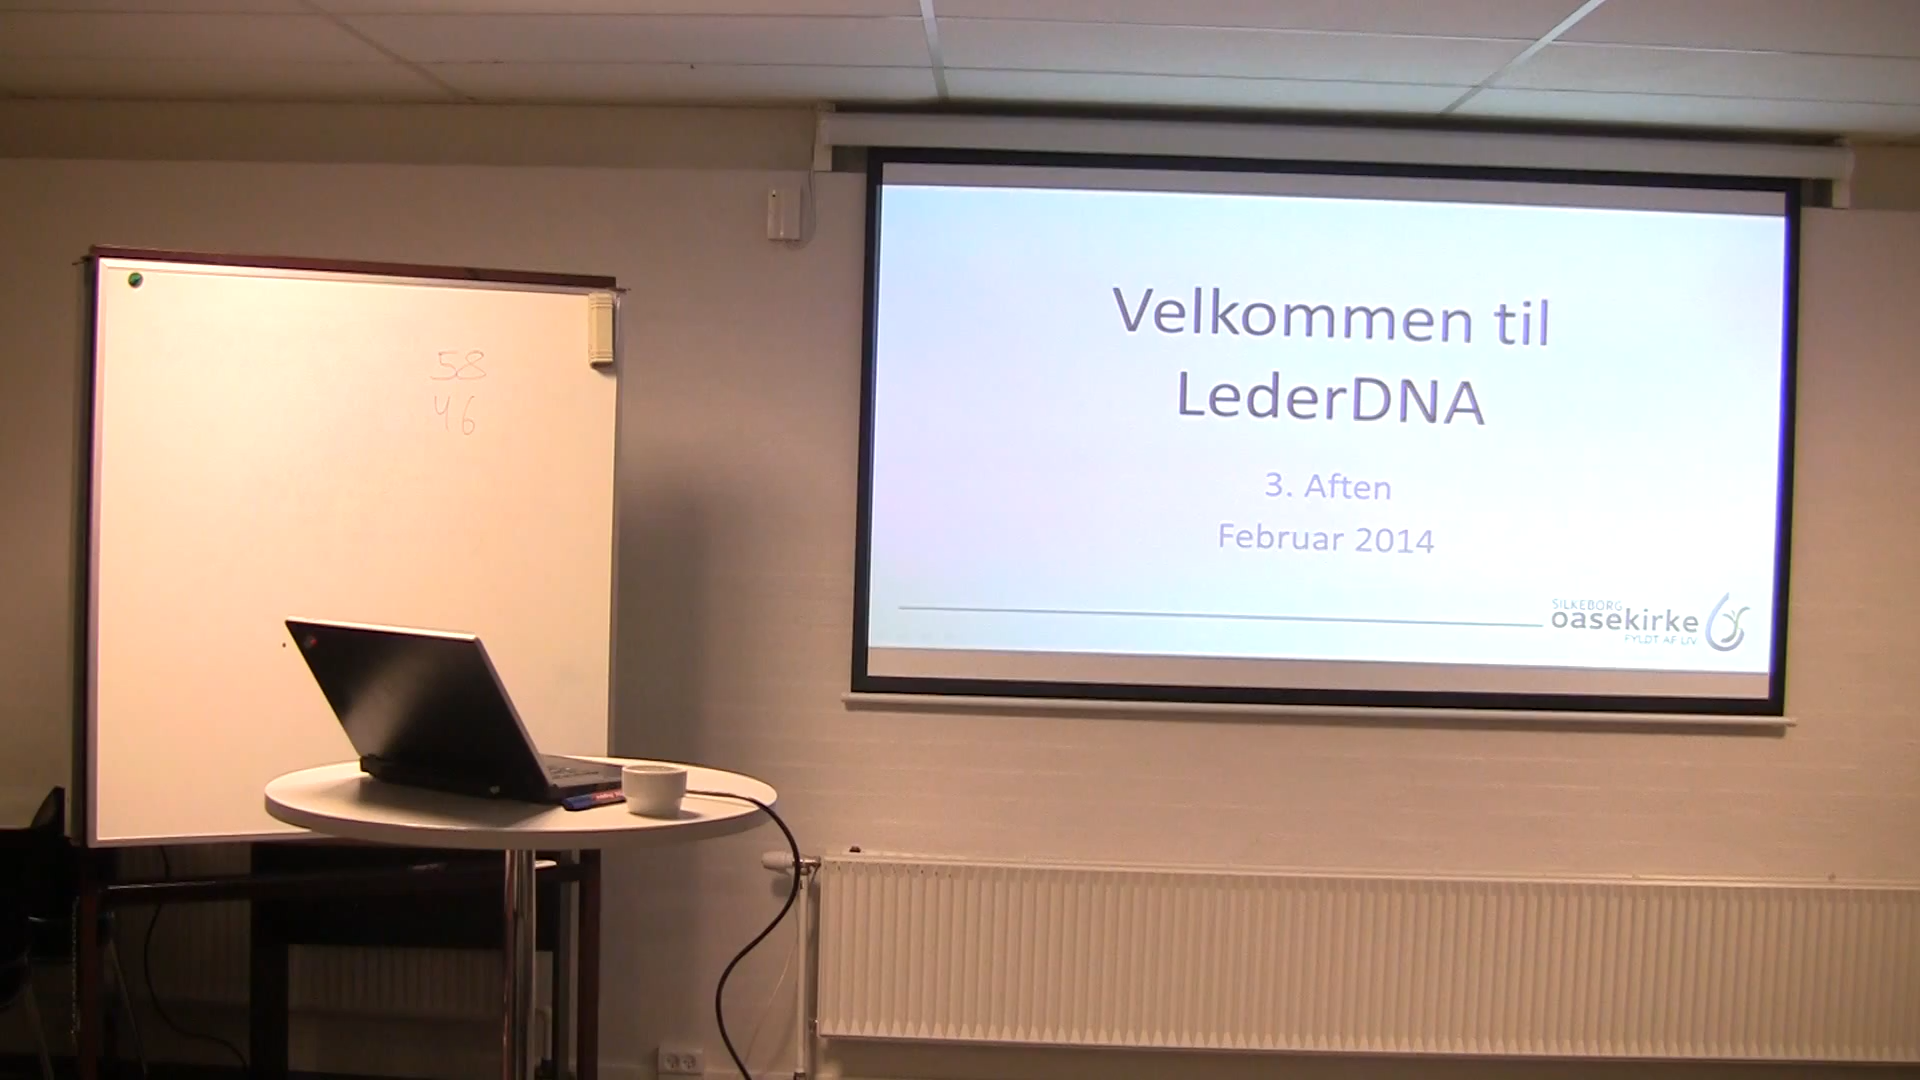 58
46
Velkommen til
LederDNA
3. Aften
Februar 2014
SILKEBORG
oasekirke
FYLDT AF LIV